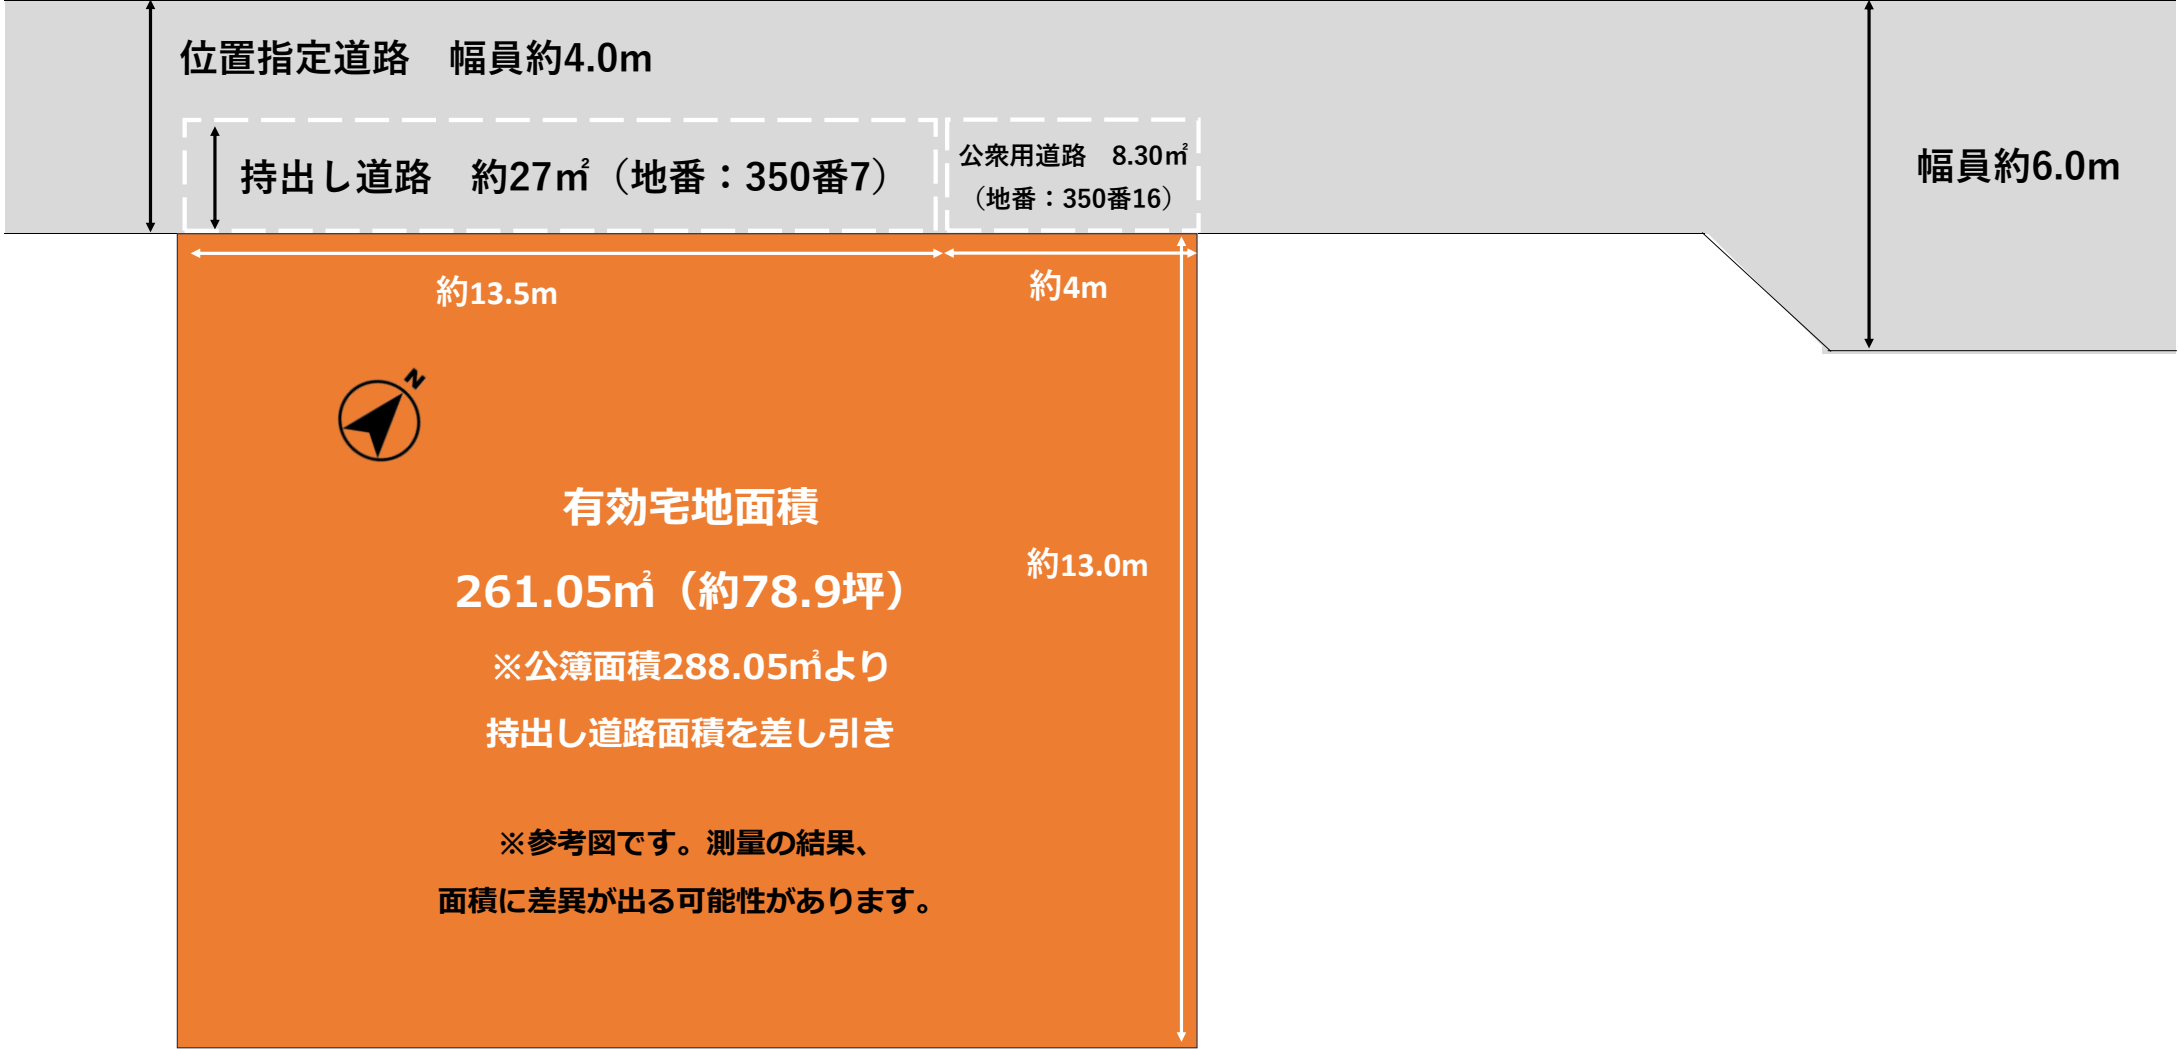 位置指定道路　幅員約4.0m
持出し道路　約27㎡（地番：350番7）
公衆用道路　8.30㎡
（地番：350番16）
幅員約6.0m
約13.5m
約4m
N
有効宅地面積
261.05㎡（約78.9坪）
約13.0m
※公簿面積288.05㎡より
持出し道路面積を差し引き
※参考図です。測量の結果、
面積に差異が出る可能性があります。